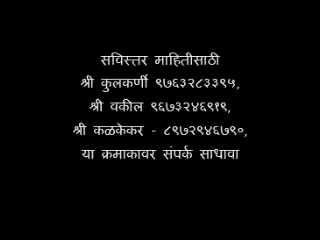 सविस्तर माहितीसाठी
श्री कुलकर्णी ९७६३२८३३९५,
श्री वकील ९६७३२४६९१९,
श्री कळकेकर - ८९७२९४६७९०,
या क्रमाकावर संपर्क साधावा